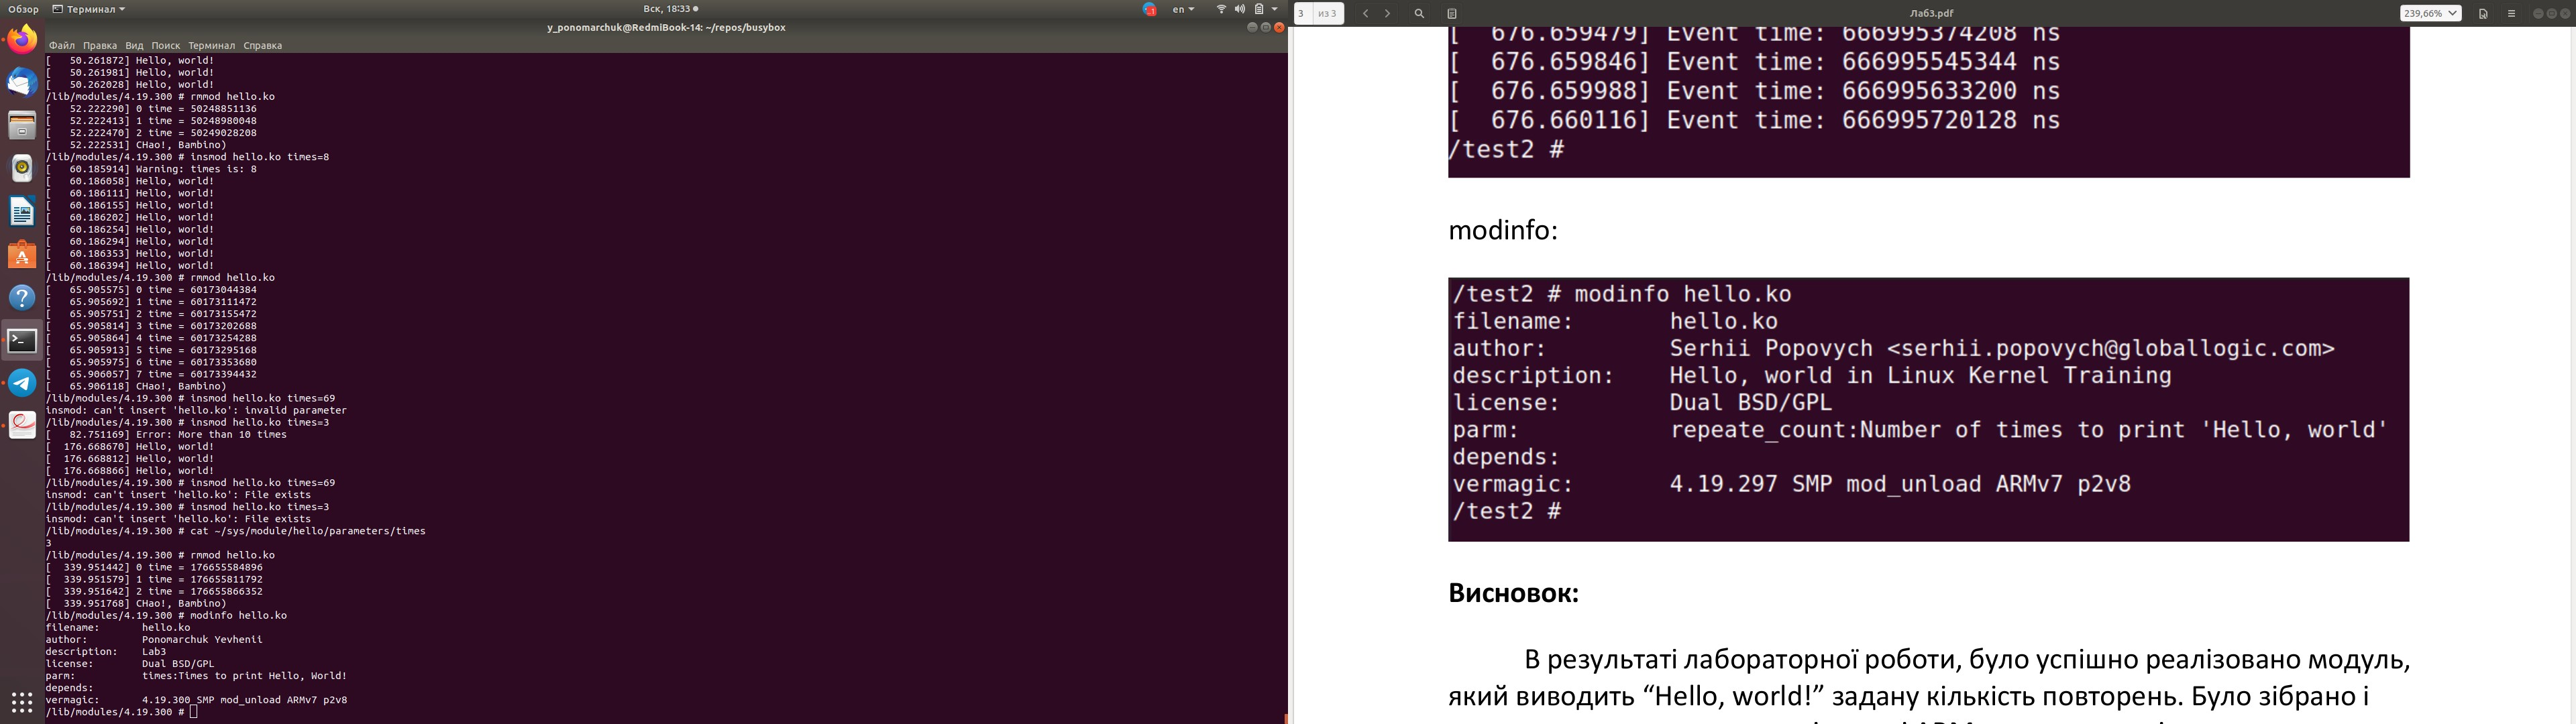 Обзор
Терминал
Вск, 18:33
en
y_ponomarchuk@RedmiBook-14: ~/repos/busybox
Файл Правка Вид Поиск Терминал Справка
[   50.261872] Hello, world!
[   50.261981] Hello, world!
[   50.262028] Hello, world!
/lib/modules/4.19.300 # rmmod hello.ko
[   52.222290] 0 time = 50248851136
[   52.222413] 1 time = 50248980048
[   52.222470] 2 time = 50249028208
[   52.222531] CHao!, Bambino)
/lib/modules/4.19.300 # insmod hello.ko times=8
[   60.185914] Warning: times is: 8
[   60.186058] Hello, world!
[   60.186111] Hello, world!
[   60.186155] Hello, world!
[   60.186202] Hello, world!
[   60.186254] Hello, world!
[   60.186294] Hello, world!
[   60.186353] Hello, world!
[   60.186394] Hello, world!
/lib/modules/4.19.300 # rmmod hello.ko
[   65.905575] 0 time = 60173044384
[   65.905692] 1 time = 60173111472
[   65.905751] 2 time = 60173155472
[   65.905814] 3 time = 60173202688
[   65.905864] 4 time = 60173254288
[   65.905913] 5 time = 60173295168
[   65.905975] 6 time = 60173353680
[   65.906057] 7 time = 60173394432
[   65.906118] CHao!, Bambino)
/lib/modules/4.19.300 # insmod hello.ko times=69
insmod: can't insert 'hello.ko': invalid parameter
/lib/modules/4.19.300 # insmod hello.ko times=3
[   82.751169] Error: More than 10 times
[  176.668670] Hello, world!
[  176.668812] Hello, world!
[  176.668866] Hello, world!
/lib/modules/4.19.300 # insmod hello.ko times=69
insmod: can't insert 'hello.ko': File exists
/lib/modules/4.19.300 # insmod hello.ko times=3
insmod: can't insert 'hello.ko': File exists
/lib/modules/4.19.300 # cat ~/sys/module/hello/parameters/times
3
/lib/modules/4.19.300 # rmmod hello.ko
[  339.951442] 0 time = 176655584896
[  339.951579] 1 time = 176655811792
[  339.951642] 2 time = 176655866352
[  339.951768] CHao!, Bambino)
/lib/modules/4.19.300 # modinfo hello.ko
filename:       hello.ko
author:         Ponomarchuk Yevhenii
description:    Lab3
license:        Dual BSD/GPL
parm:           times:Times to print Hello, World!
depends:
vermagic:       4.19.300 SMP mod_unload ARMv7 p2v8
/lib/modules/4.19.300 #
3 из 3
Лаб3.pdf
239,66%
[  676.659479] Event time: 666995374208 ns
[  676.659846] Event time: 666995545344 ns
[  676.659988] Event time: 666995633200 ns
[  676.660116] Event time: 666995720128 ns
/test2 #
modinfo:
/test2 # modinfo hello.ko
filename:       hello.ko
author:         Serhii Popovych <serhii.popovych@globallogic.com>
description:    Hello, world in Linux Kernel Training
license:        Dual BSD/GPL
parm:           repeate_count:Number of times to print 'Hello, world'
depends:
vermagic:       4.19.297 SMP mod_unload ARMv7 p2v8
/test2 #
Висновок:
В результаті лабораторної роботи, було успішно реалізовано модуль,
який виводить “Hello, world!” задану кількість повторень. Було зібрано і